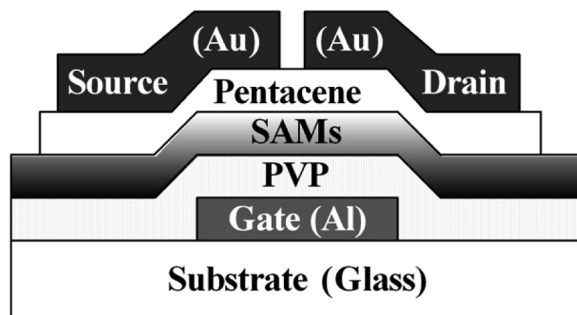 (Au) (Au)
Source Drain
Pentacene
SAMs
PVP
Gate (Al)
Substrate (Glass)